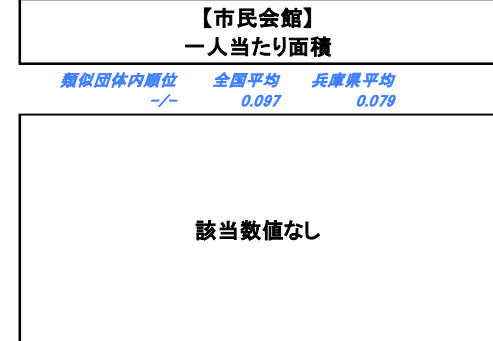 【市民会館】
一人当たり面積
類似団体内順位 全国平均 兵庫県平均
-/- 0.097 0.079
該当数値なし